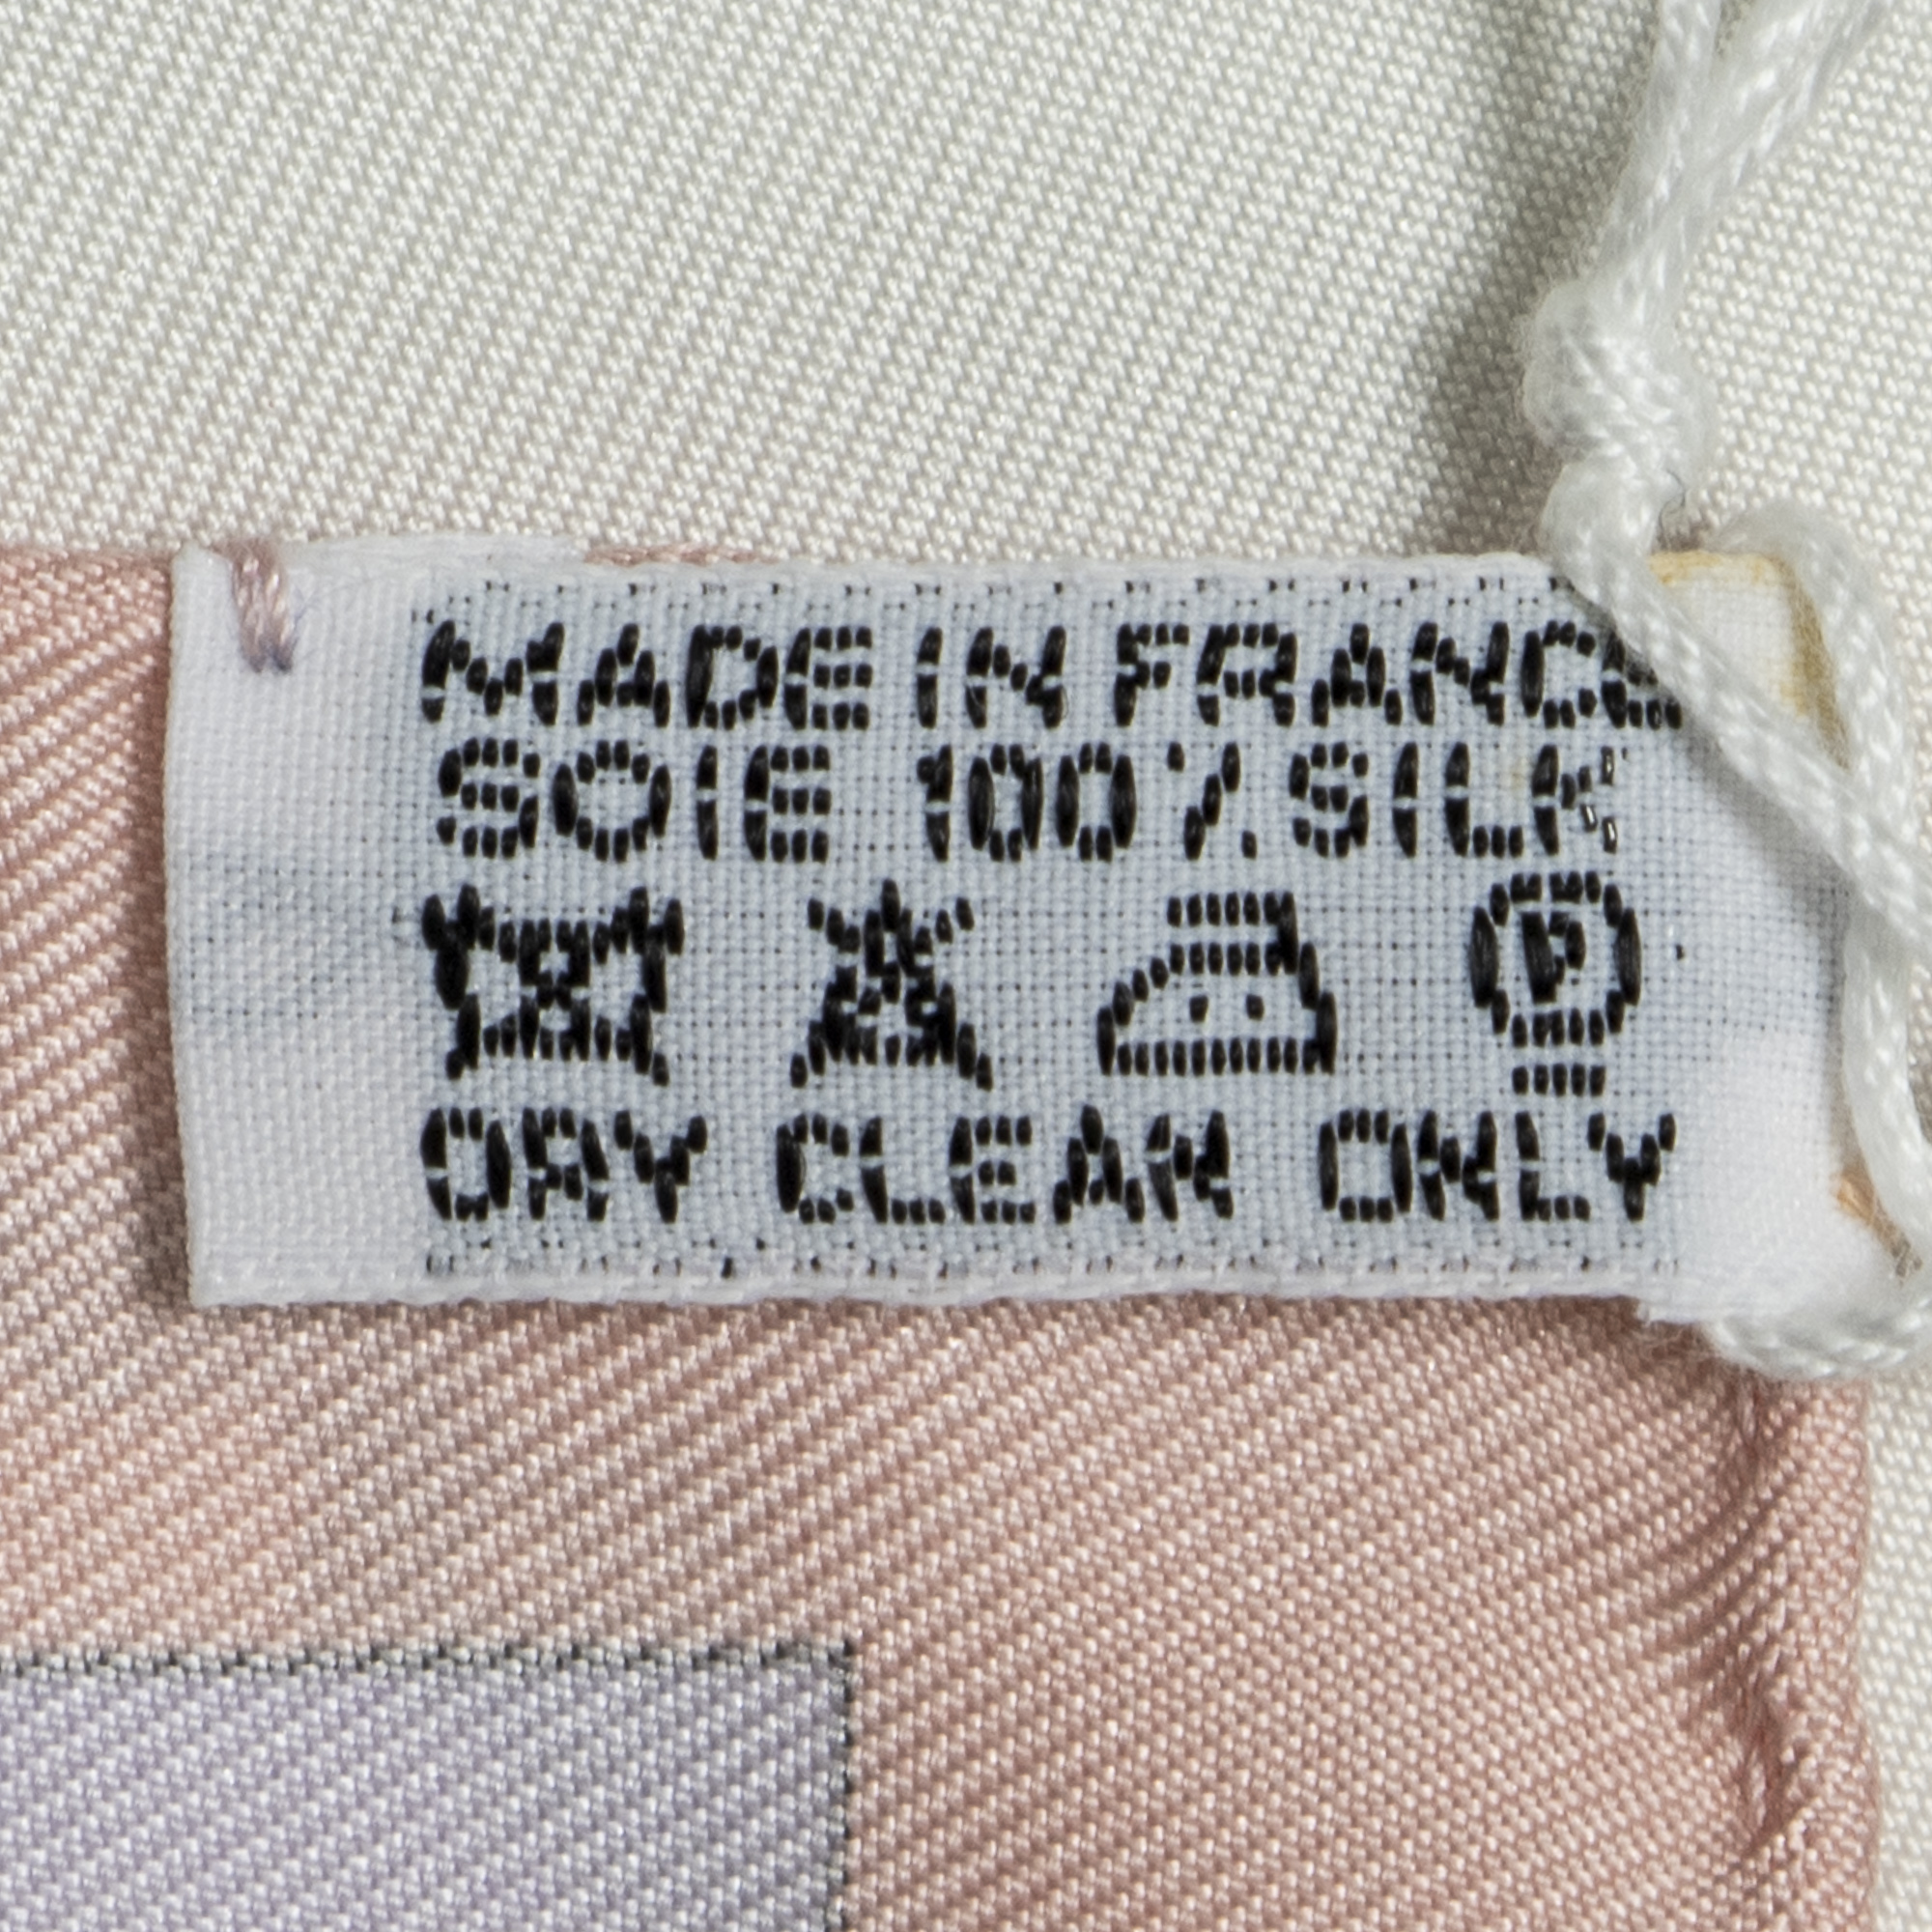 MADE IN FRANCE
SOIE 100% SILK
P
DRY CLEAN ONLY